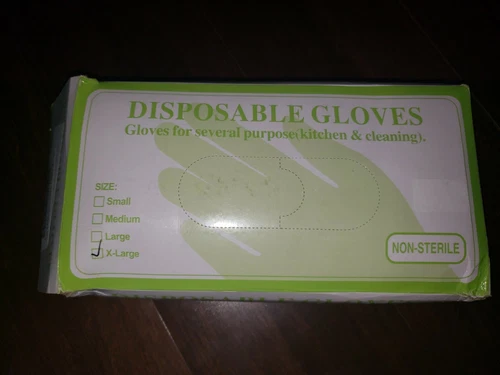 DISPOSABLE GLOVES
Gloves for several purpose(kitchen & cleaning).
SIZE:
Small
Medium
Large
X-Large
NON-STERILE